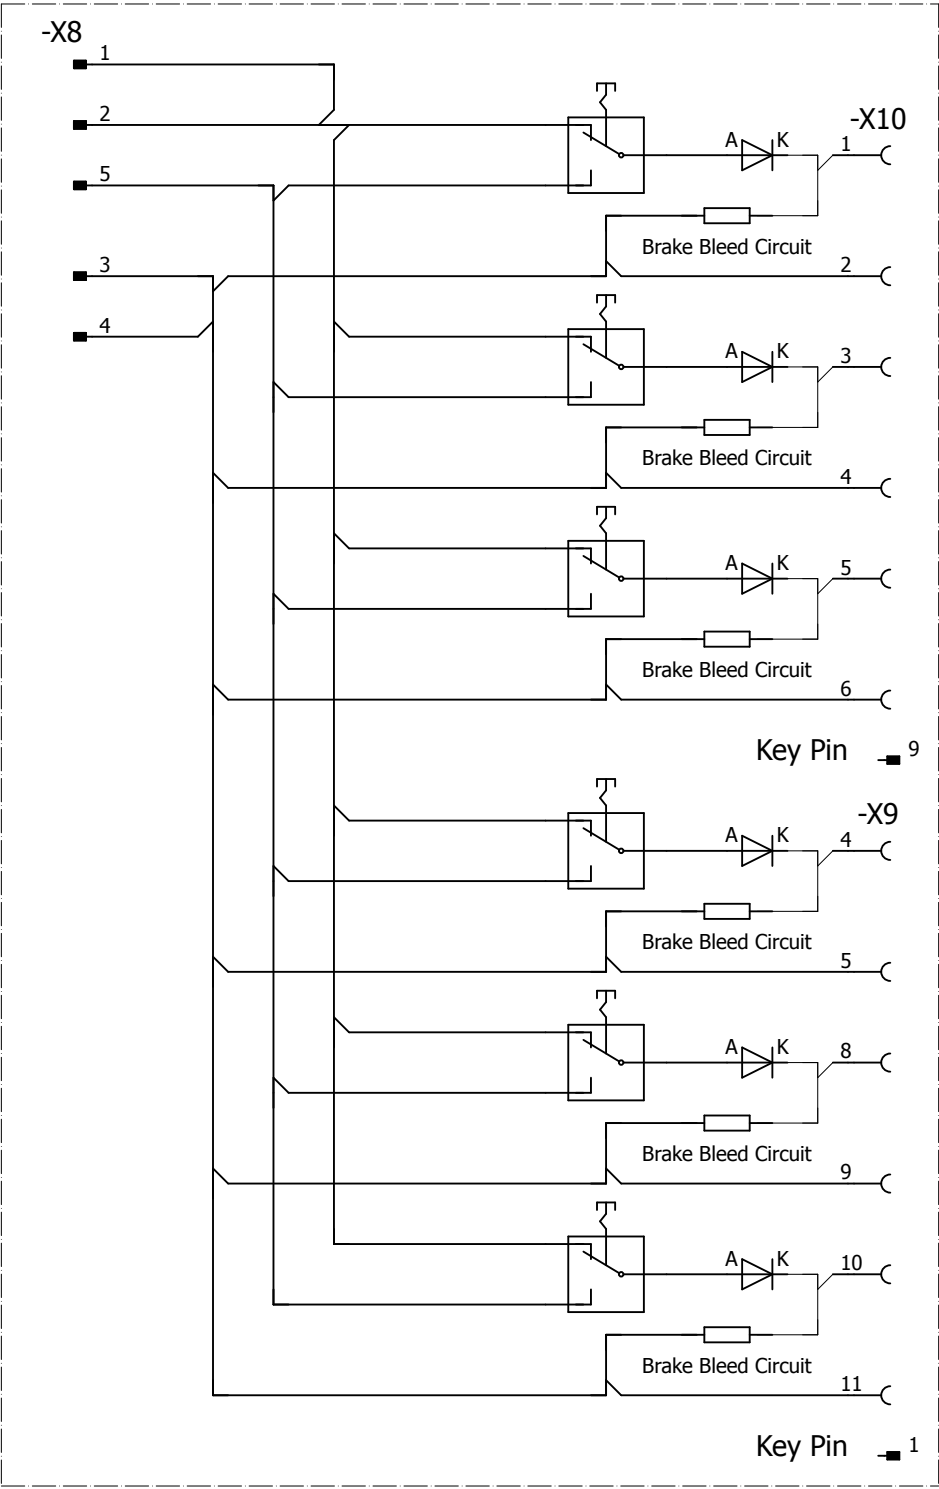 -X8
1
2
-X10
A K 1
5
Brake Bleed Circuit
3 2
4
A K 3
Brake Bleed Circuit
4
A K 5
Brake Bleed Circuit
6
Key Pin 9
-X9
A K 4
Brake Bleed Circuit
5
A K 8
Brake Bleed Circuit
9
A K 10
Brake Bleed Circuit
11
Key Pin 1